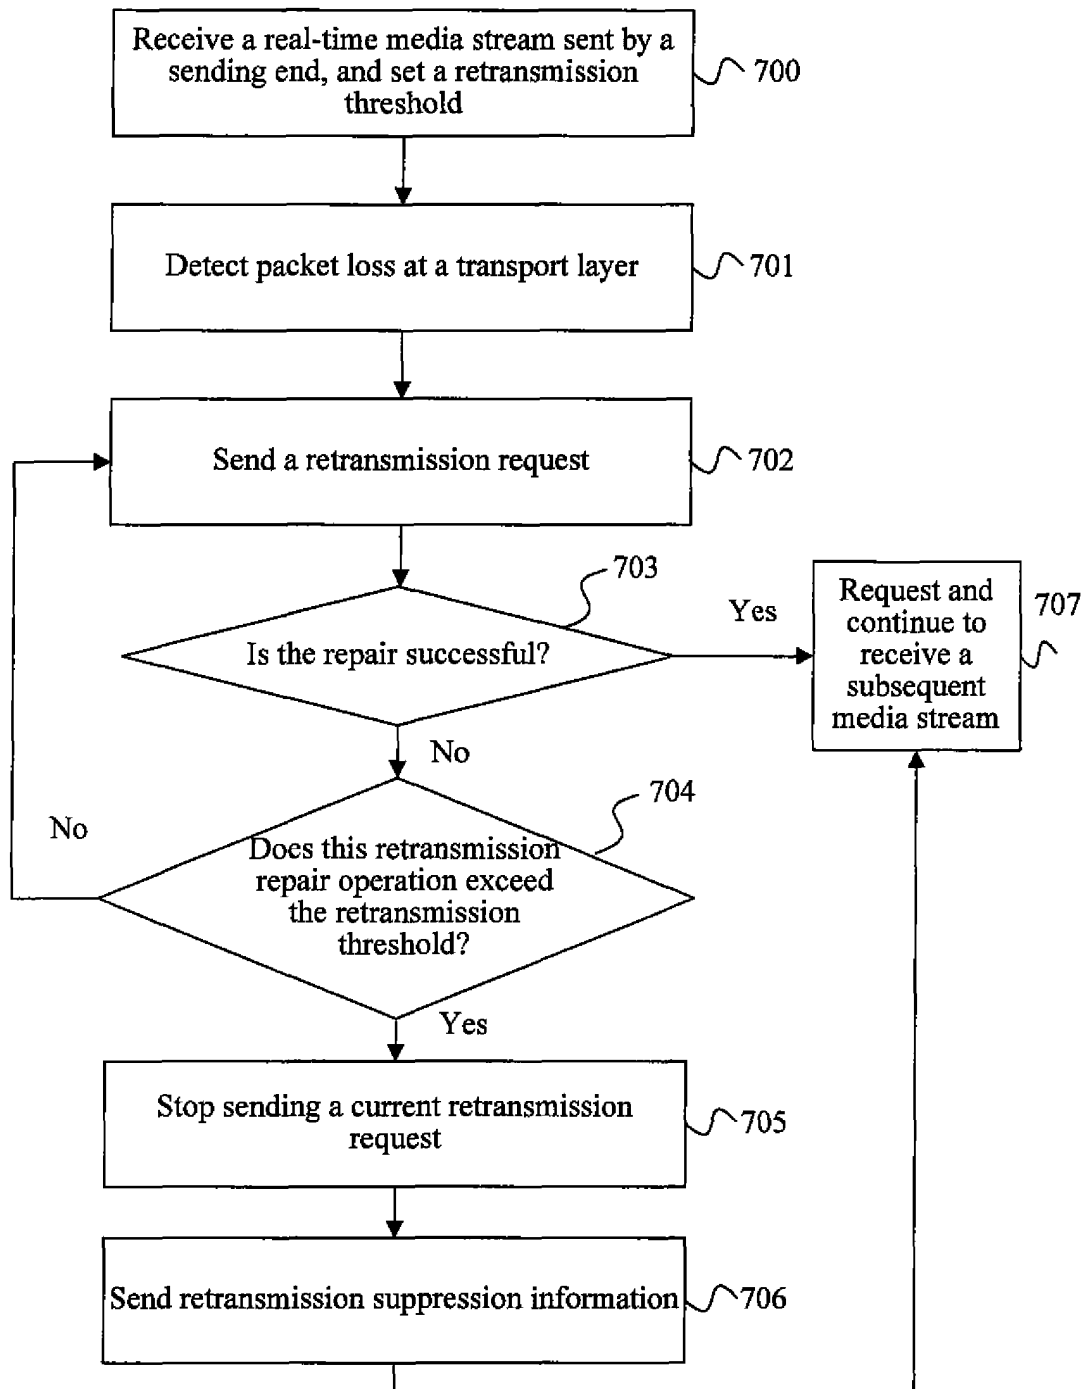 Receive a real-time media stream sent by a
sending end, and set a retransmission
threshold
700
Detect packet loss at a transport layer
701
Send a retransmission request
702
703
Is the repair successful?
Yes
Request and
continue to
receive a
subsequent
media stream
707
No
704
No
Does this retransmission
repair operation exceed
the retransmission
threshold?
Yes
Stop sending a current retransmission
request
705
Send retransmission suppression information
706